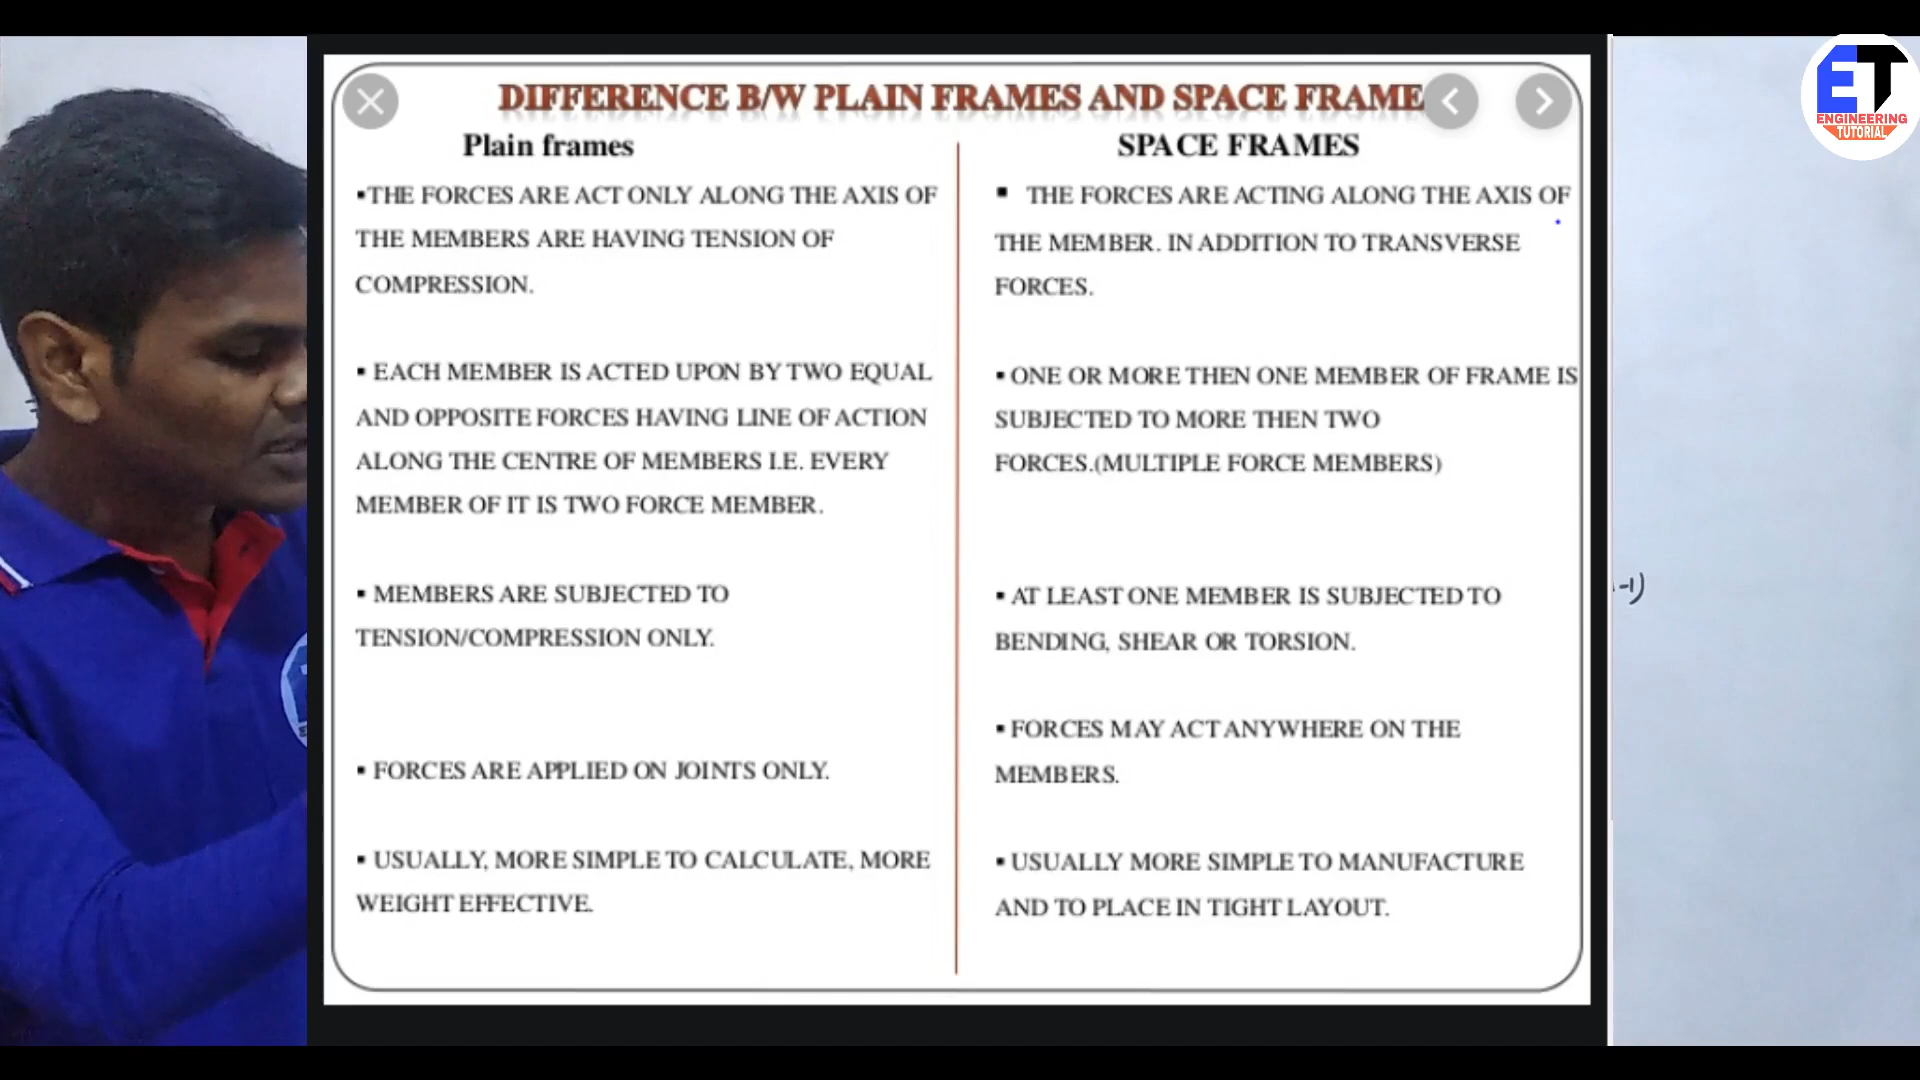 DIFFERENCE B/W PLAIN FRAMES AND SPACE FRAME
Plain frames
▪THE FORCES ARE ACT ONLY ALONG THE AXIS OF
THE MEMBERS ARE HAVING TENSION OF
COMPRESSION.
▪ EACH MEMBER IS ACTED UPON BY TWO EQUAL
AND OPPOSITE FORCES HAVING LINE OF ACTION
ALONG THE CENTRE OF MEMBERS I.E. EVERY
MEMBER OF IT IS TWO FORCE MEMBER.
▪ MEMBERS ARE SUBJECTED TO
TENSION/COMPRESSION ONLY.
▪ FORCES ARE APPLIED ON JOINTS ONLY.
▪ USUALLY, MORE SIMPLE TO CALCULATE, MORE
WEIGHT EFFECTIVE.
SPACE FRAMES
▪ THE FORCES ARE ACTING ALONG THE AXIS OF
THE MEMBER. IN ADDITION TO TRANSVERSE
FORCES.
▪ ONE OR MORE THEN ONE MEMBER OF FRAME IS
SUBJECTED TO MORE THEN TWO
FORCES.(MULTIPLE FORCE MEMBERS)
▪ AT LEAST ONE MEMBER IS SUBJECTED TO
BENDING, SHEAR OR TORSION.
▪ FORCES MAY ACT ANYWHERE ON THE
MEMBERS.
▪ USUALLY MORE SIMPLE TO MANUFACTURE
AND TO PLACE IN TIGHT LAYOUT.
ET
ENGINEERING
TUTORIAL
-1)